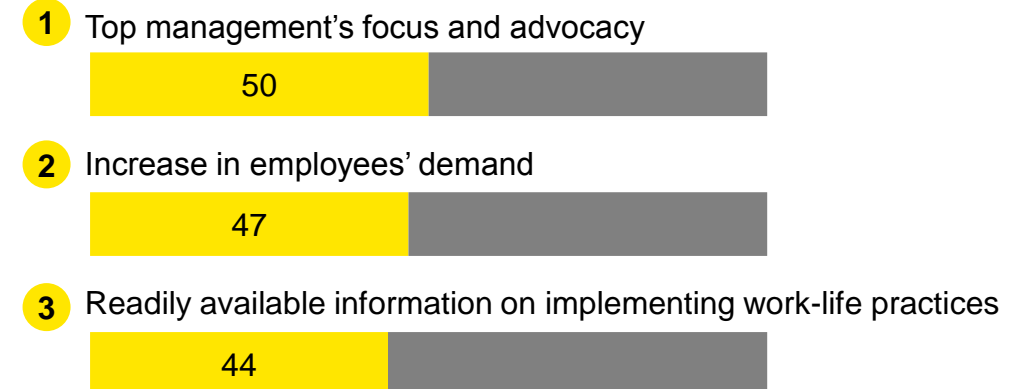 1 Top management’s focus and advocacy
50
2 Increase in employees’ demand
47
3 Readily available information on implementing work-life practices
44